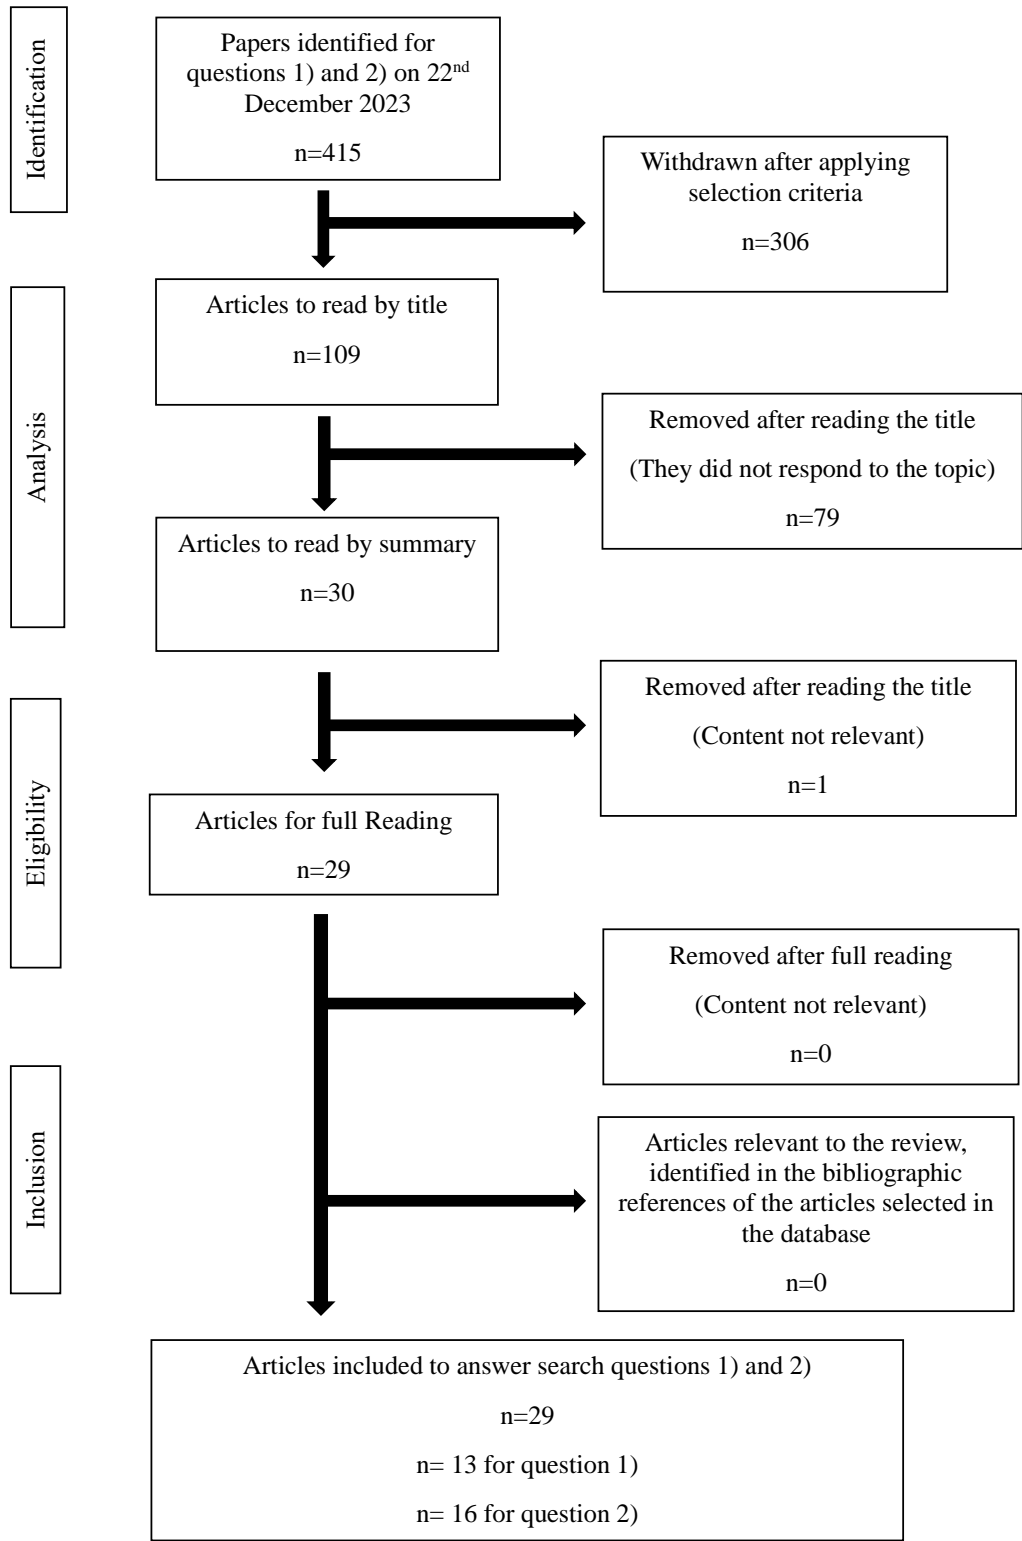 Identification
Papers identified for
questions 1) and 2) on 22nd
December 2023
n=415
Withdrawn after applying
selection criteria
n=306
Analysis
Articles to read by title
n=109
Removed after reading the title
(They did not respond to the topic)
n=79
Articles to read by summary
n=30
Eligibility
Removed after reading the title
(Content not relevant)
n=1
Articles for full Reading
n=29
Removed after full reading
(Content not relevant)
n=0
Inclusion
Articles relevant to the review,
identified in the bibliographic
references of the articles selected in
the database
n=0
Articles included to answer search questions 1) and 2)
n=29
n= 13 for question 1)
n= 16 for question 2)